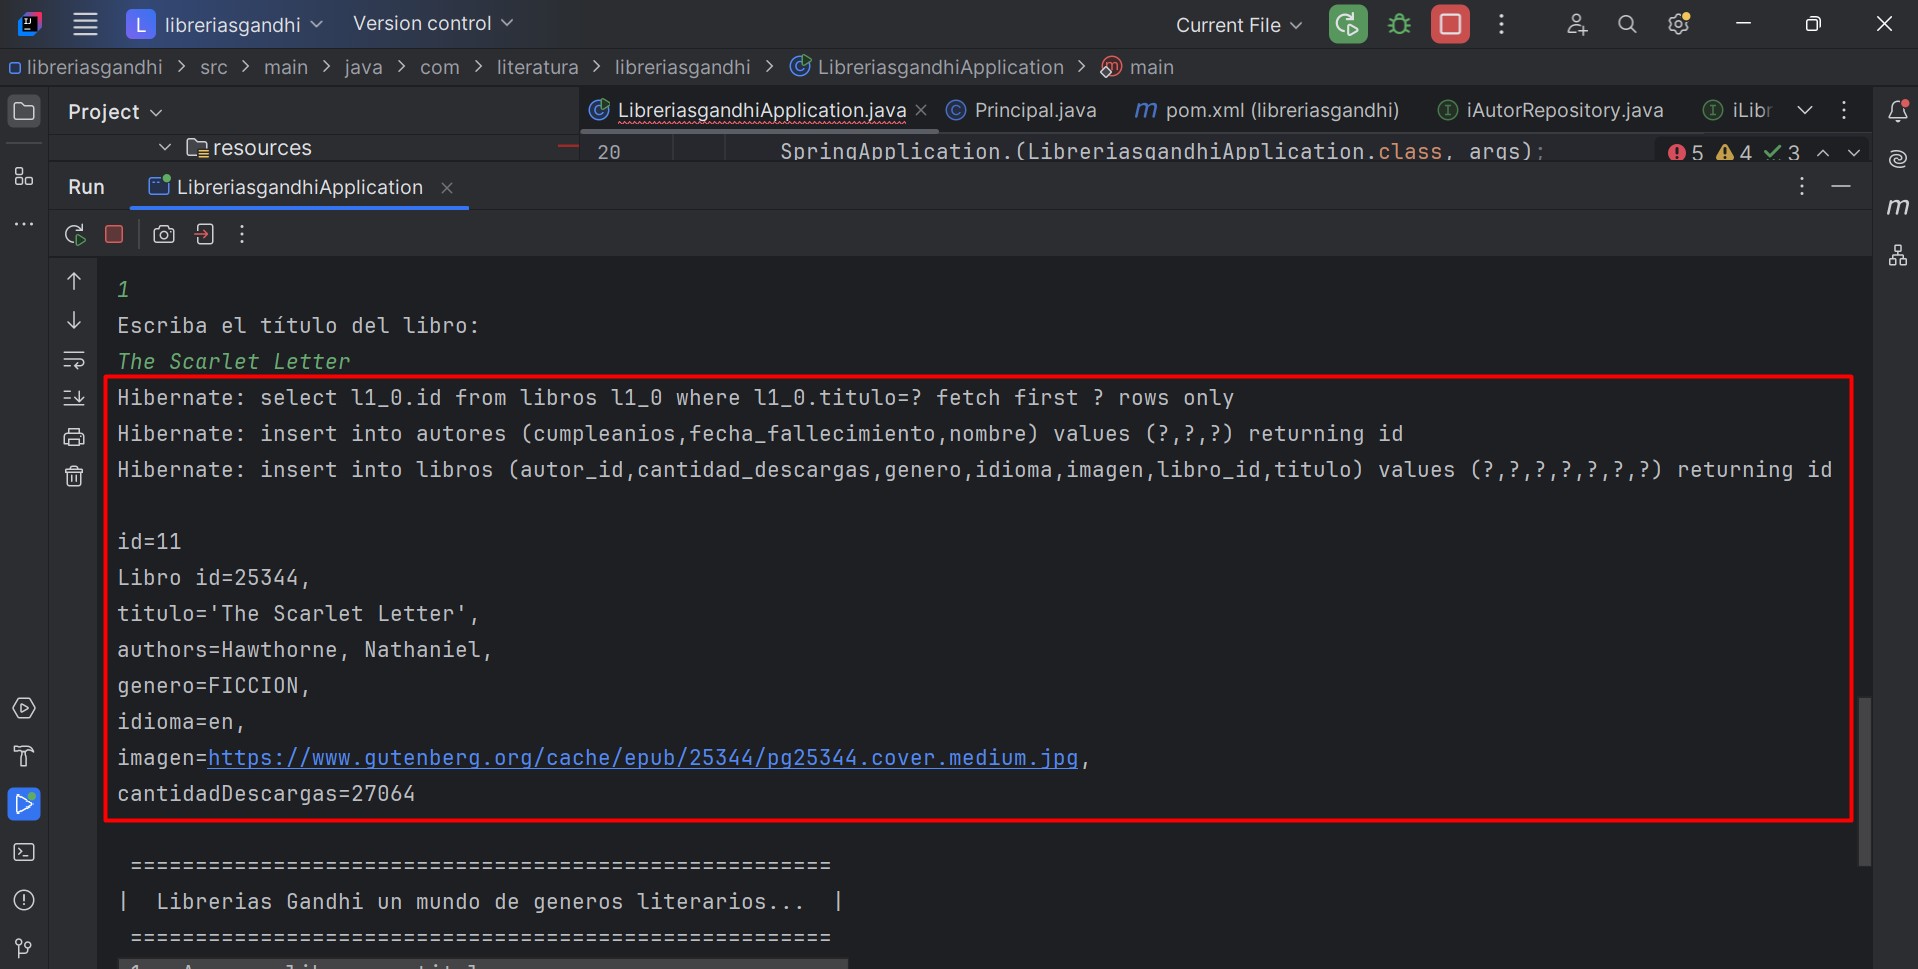 L libreriasgandhi Version control Current File
libreriasgandhi > src > main > java > com > literatura > libreriasgandhi > LibreriasgandhiApplication > m main
Project
LibreriasgandhiApplication.java Principal.java m pom.xml (libreriasgandhi) iAutorRepository.java iLibr
resources
20 SpringApplication.(LibreriasgandhiApplication.class, args); 5 4 3
Run LibreriasgandhiApplication
1
Escriba el título del libro:
The Scarlet Letter
Hibernate: select l1_0.id from libros l1_0 where l1_0.titulo=? fetch first ? rows only
Hibernate: insert into autores (cumpleanios,fecha_fallecimiento,nombre) values (?,?,?) returning id
Hibernate: insert into libros (autor_id,cantidad_descargas,genero,idioma,imagen,libro_id,titulo) values (?,?,?,?,?,?,?) returning id
id=11
Libro id=25344,
titulo='The Scarlet Letter',
authors=Hawthorne, Nathaniel,
genero=FICCION,
idioma=en,
imagen=https://www.gutenberg.org/cache/epub/25344/pg25344.cover.medium.jpg,
cantidadDescargas=27064
======================================================
| Librerias Gandhi un mundo de generos literarios... |
======================================================